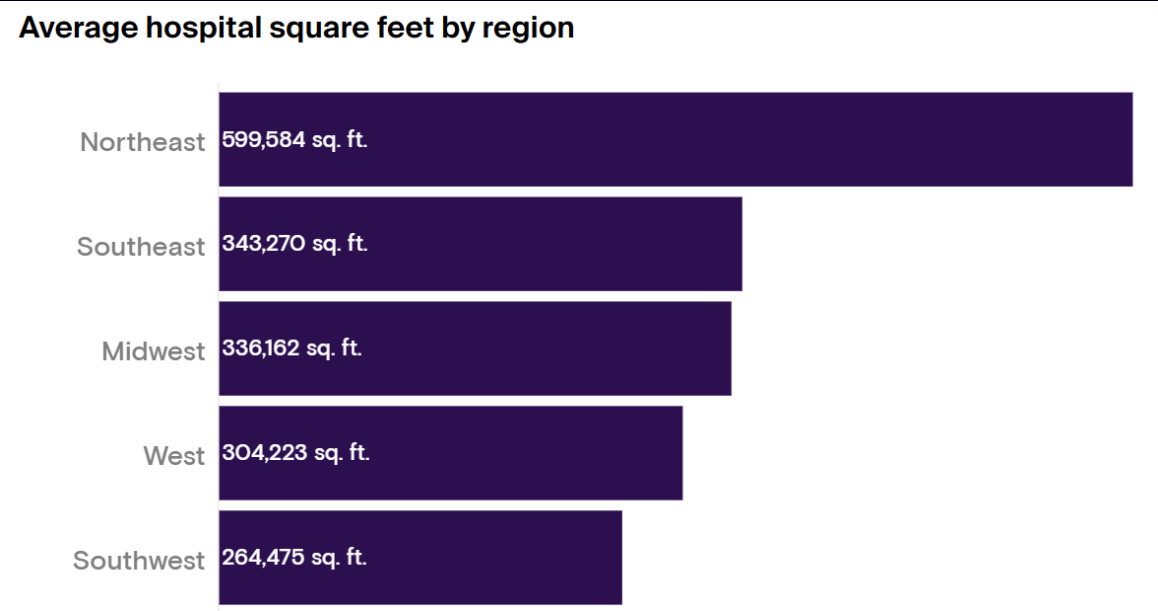 Average hospital square feet by region
Northeast 599,584 sq. ft.
Southeast 343,270 sq. ft.
Midwest 336,162 sq. ft.
West 304,223 sq. ft.
Southwest 264,475 sq. ft.